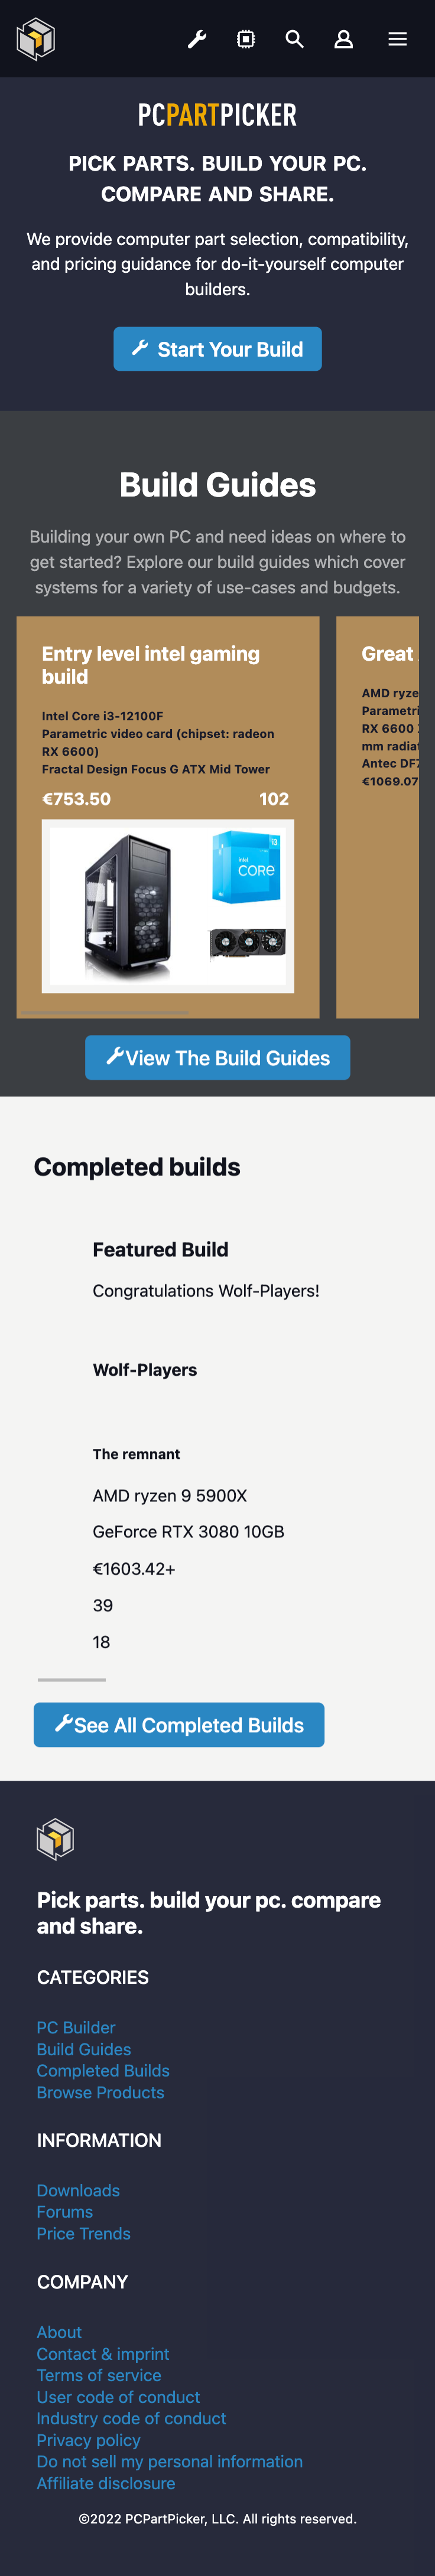 PCPARTPICKER
PICK PARTS. BUILD YOUR PC.
COMPARE AND SHARE.
We provide computer part selection, compatibility,
and pricing guidance for do-it-yourself computer
builders.
Start Your Build
Build Guides
Building your own PC and need ideas on where to
get started? Explore our build guides which cover
systems for a variety of use-cases and budgets.
Entry level intel gaming
build
Intel Core i3-12100F
Parametric video card (chipset: radeon
RX 6600)
Fractal Design Focus G ATX Mid Tower
€753.50 102
intel
CORE
i3
Great
AMD ryze
Parametri
RX 6600
mm radiat
Antec DF7
€1069.07
View The Build Guides
Completed builds
Featured Build
Congratulations Wolf-Players!
Wolf-Players
The remnant
AMD ryzen 9 5900X
GeForce RTX 3080 10GB
€1603.42+
39
18
See All Completed Builds
Pick parts. build your pc. compare
and share.
CATEGORIES
PC Builder
Build Guides
Completed Builds
Browse Products
INFORMATION
Downloads
Forums
Price Trends
COMPANY
About
Contact & imprint
Terms of service
User code of conduct
Industry code of conduct
Privacy policy
Do not sell my personal information
Affiliate disclosure
©2022 PCPartPicker, LLC. All rights reserved.